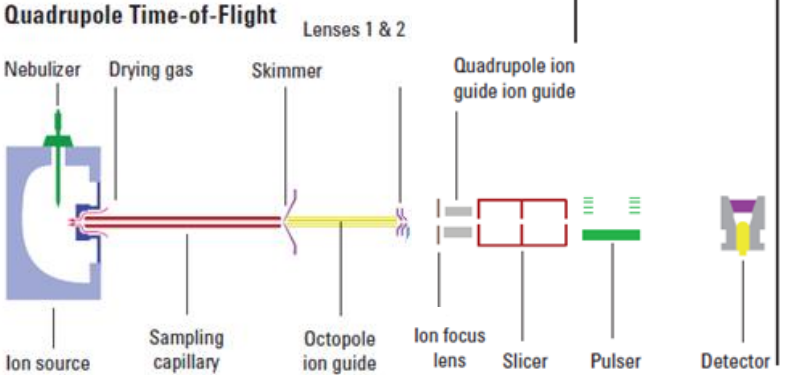 Quadrupole Time-of-Flight
Lenses 1 & 2
Nebulizer
Drying gas
Skimmer
Quadrupole ion
guide ion guide
Ion source
Sampling
capillary
Octopole
ion guide
Ion focus
lens
Slicer
Pulser
Detector